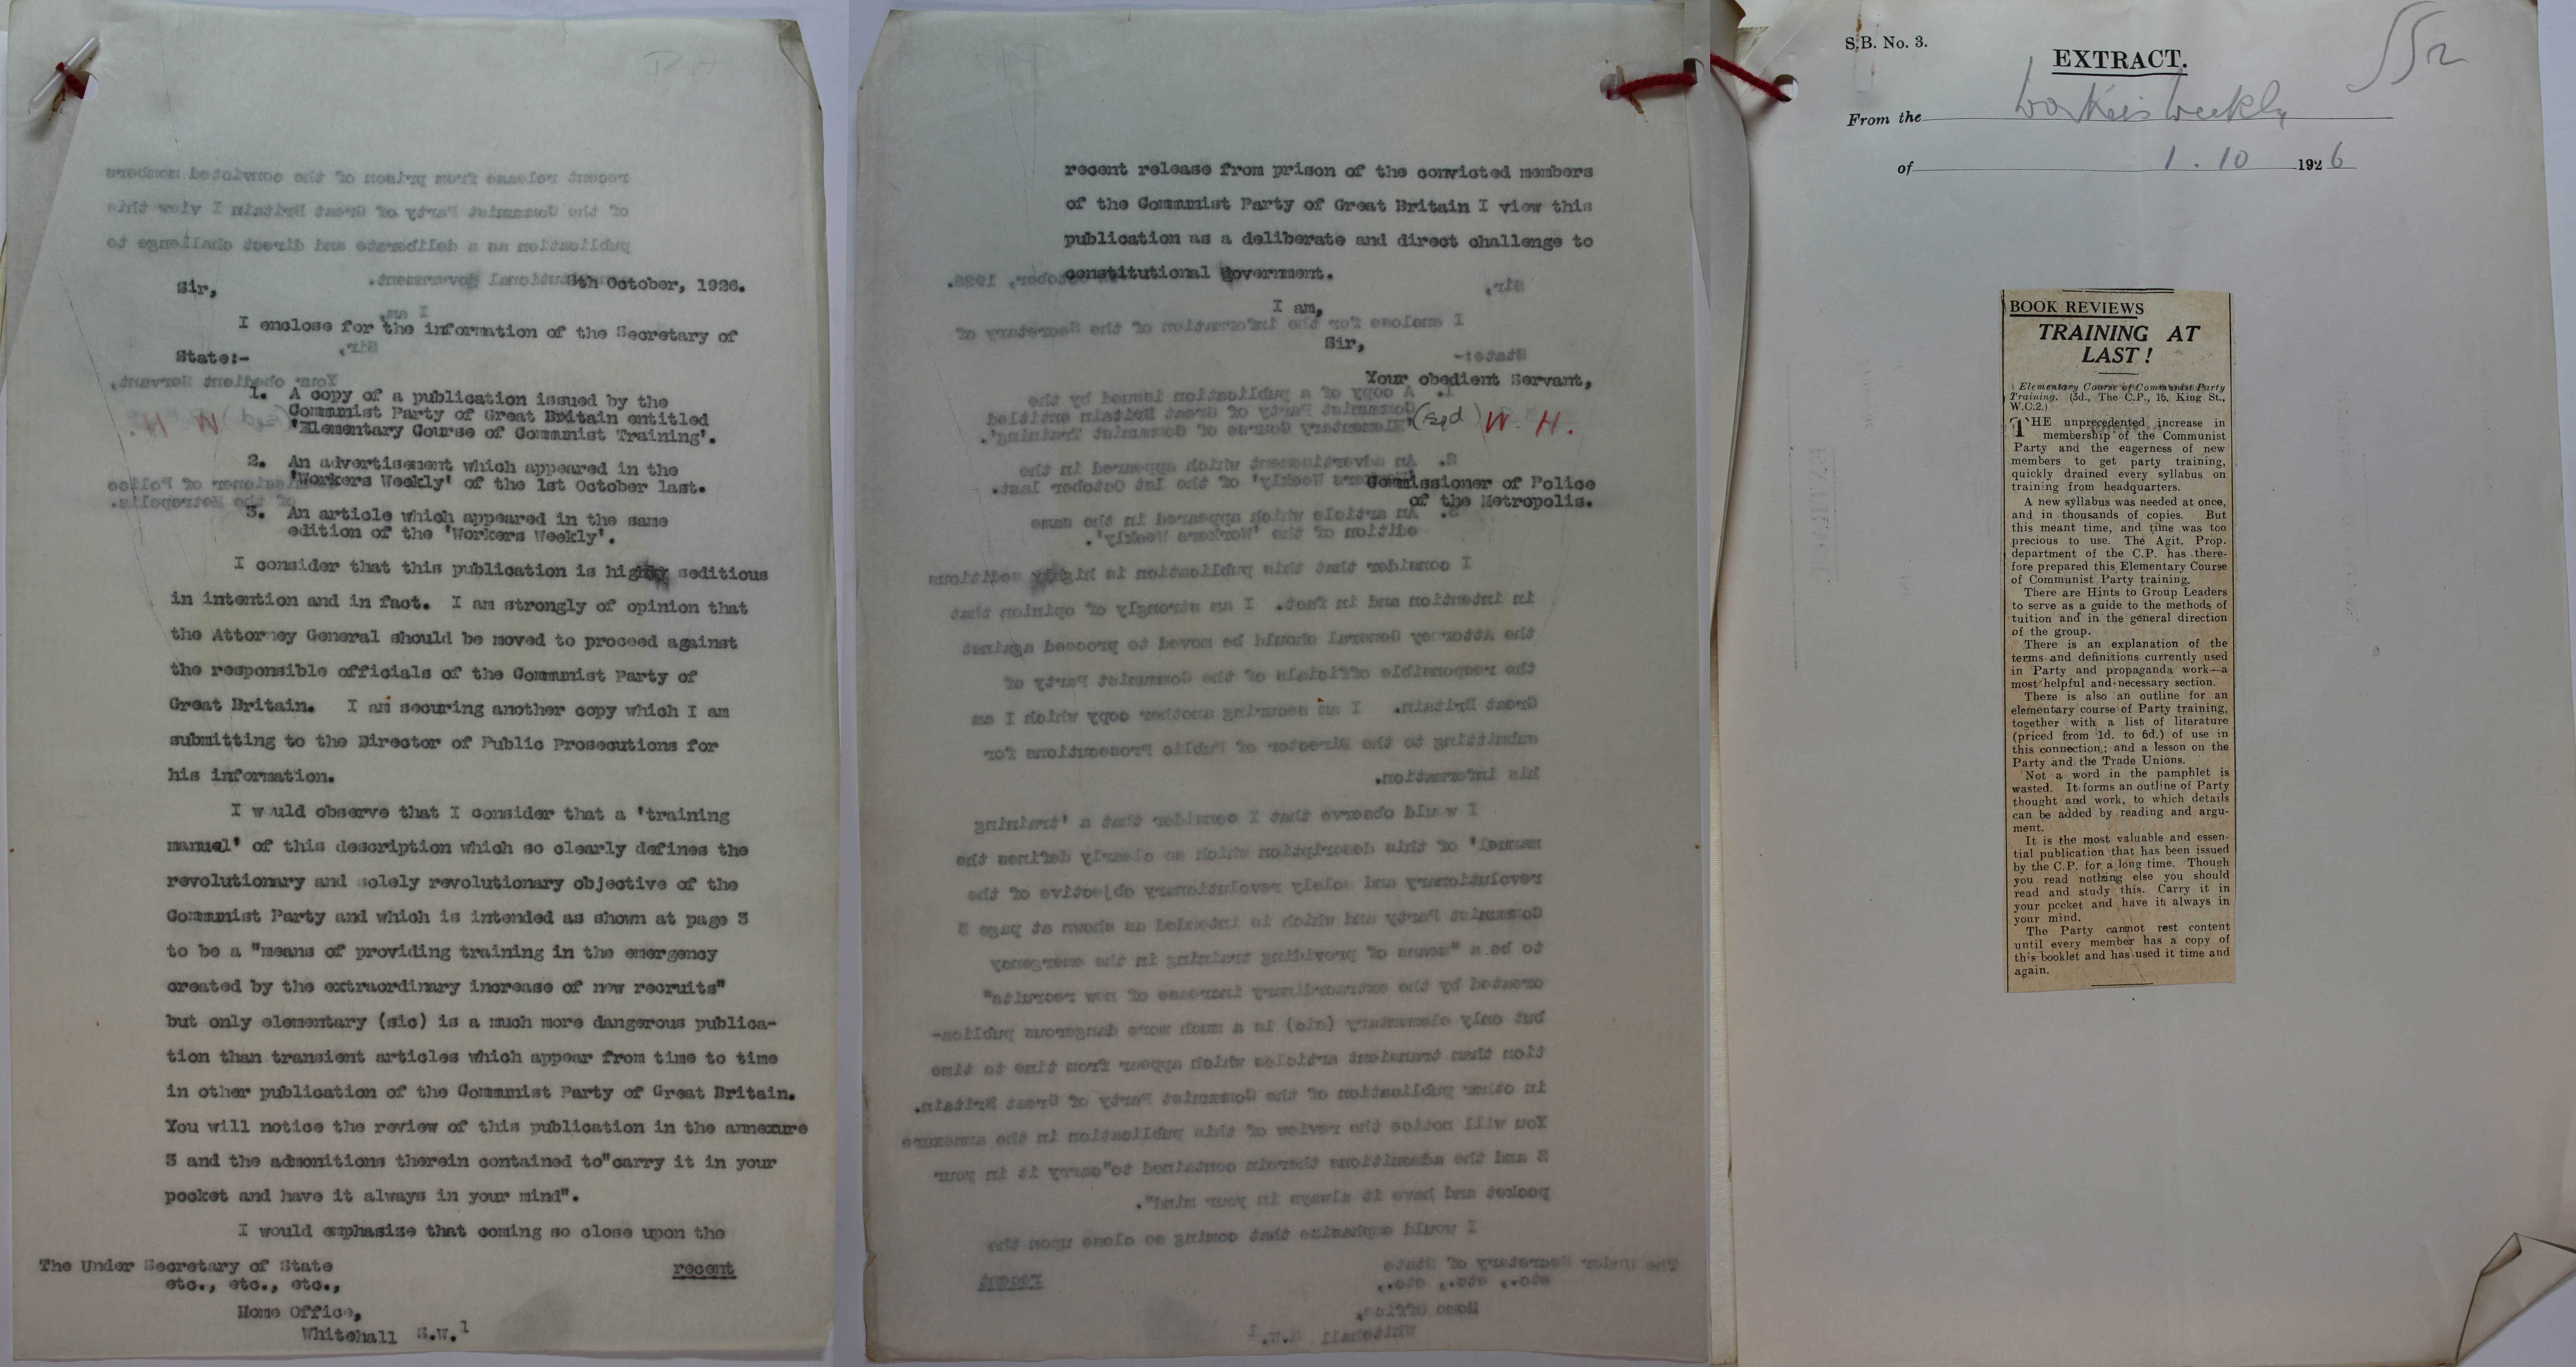 P H
8th October, 1926.
Sir,
I enclose for the information of the Secretary of
State:-
1. A copy of a publication issued by the
Communist Party of Great Britain entitled
'Elementary Course of Communist Training'.
2. An advertisement which appeared in the
'Workers Weekly' of the 1st October last.
3. An article which appeared in the same
edition of the 'Workers Weekly'.
I consider that this publication is highly seditious
in intention and in fact. I am strongly of opinion that
the Attorney General should be moved to proceed against
the responsible officials of the Communist Party of
Great Britain. I am securing another copy which I am
submitting to the Director of Public Prosecutions for
his information.
I would observe that I consider that a 'training
manuel' of this description which so clearly defines the
revolutionary and solely revolutionary objective of the
Communist Party and which is intended as shown at page 3
to be a "means of providing training in the emergency
created by the extraordinary increase of new recruits"
but only elementary (sic) is a much more dangerous publica-
tion than transient articles which appear from time to time
in other publication of the Communist Party of Great Britain.
You will notice the review of this publication in the annexure
3 and the admonitions therein contained to"carry it in your
pocket and have it always in your mind".
I would emphasize that coming so close upon the
recent
The Under Secretary of State
etc., etc., etc.,
Home Office,
Whitehall S.W.1
recent release from prison of the convicted members
of the Communist Party of Great Britain I view this
publication as a deliberate and direct challenge to
constitutional government.
I am,
Sir,
Your obedient Servant,
(sgd) W. H.
Commissioner of Police
of the Metropolis.
S.B. No. 3.
EXTRACT.
552
From the Workers Weekly
of 1. 10 1926
BOOK REVIEWS
TRAINING AT
LAST!
Elementary Course of Communist Party
Training. (3d., The C.P., 16, King St.,
W.C.2.)
THE unprecedented increase in
membership of the Communist
Party and the eagerness of new
members to get party training,
quickly drained every syllabus on
training from headquarters.
A new syllabus was needed at once,
and in thousands of copies. But
this meant time, and time was too
precious to use. The Agit. Prop.
department of the C.P. has there-
fore prepared this Elementary Course
of Communist Party training.
There are Hints to Group Leaders
to serve as a guide to the methods of
tuition and in the general direction
of the group.
There is an explanation of the
terms and definitions currently used
in Party and propaganda work—a
most helpful and necessary section.
There is also an outline for an
elementary course of Party training,
together with a list of literature
(priced from 1d. to 6d.) of use in
this connection; and a lesson on the
Party and the Trade Unions.
Not a word in the pamphlet is
wasted. It forms an outline of Party
thought and work, to which details
can be added by reading and argu-
ment.
It is the most valuable and essen-
tial publication that has been issued
by the C.P. for a long time. Though
you read nothing else you should
read and study this. Carry it in
your pocket and have it always in
your mind.
The Party cannot rest content
until every member has a copy of
this booklet and has used it time and
again.